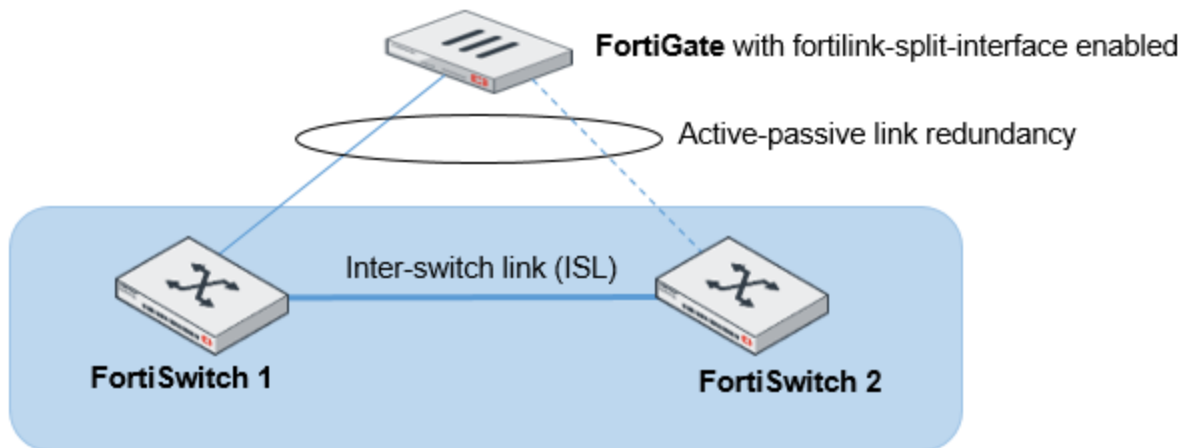 FortiGate with fortilink-split-interface enabled
Active-passive link redundancy
Inter-switch link (ISL)
FortiSwitch 1
FortiSwitch 2